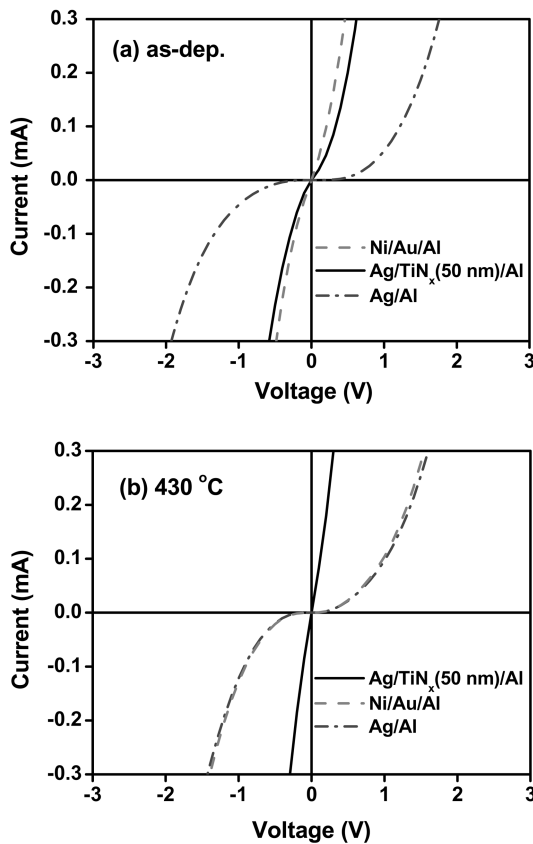 (a) as-dep.
Current (mA)
0.3
0.2
0.1
0.0
-0.1
-0.2
-0.3
Ni/Au/Al
Ag/TiNₓ(50 nm)/Al
Ag/Al
-3 -2 -1 0 1 2 3
Voltage (V)
(b) 430 °C
Current (mA)
0.3
0.2
0.1
0.0
-0.1
-0.2
-0.3
Ag/TiNₓ(50 nm)/Al
Ni/Au/Al
Ag/Al
-3 -2 -1 0 1 2 3
Voltage (V)